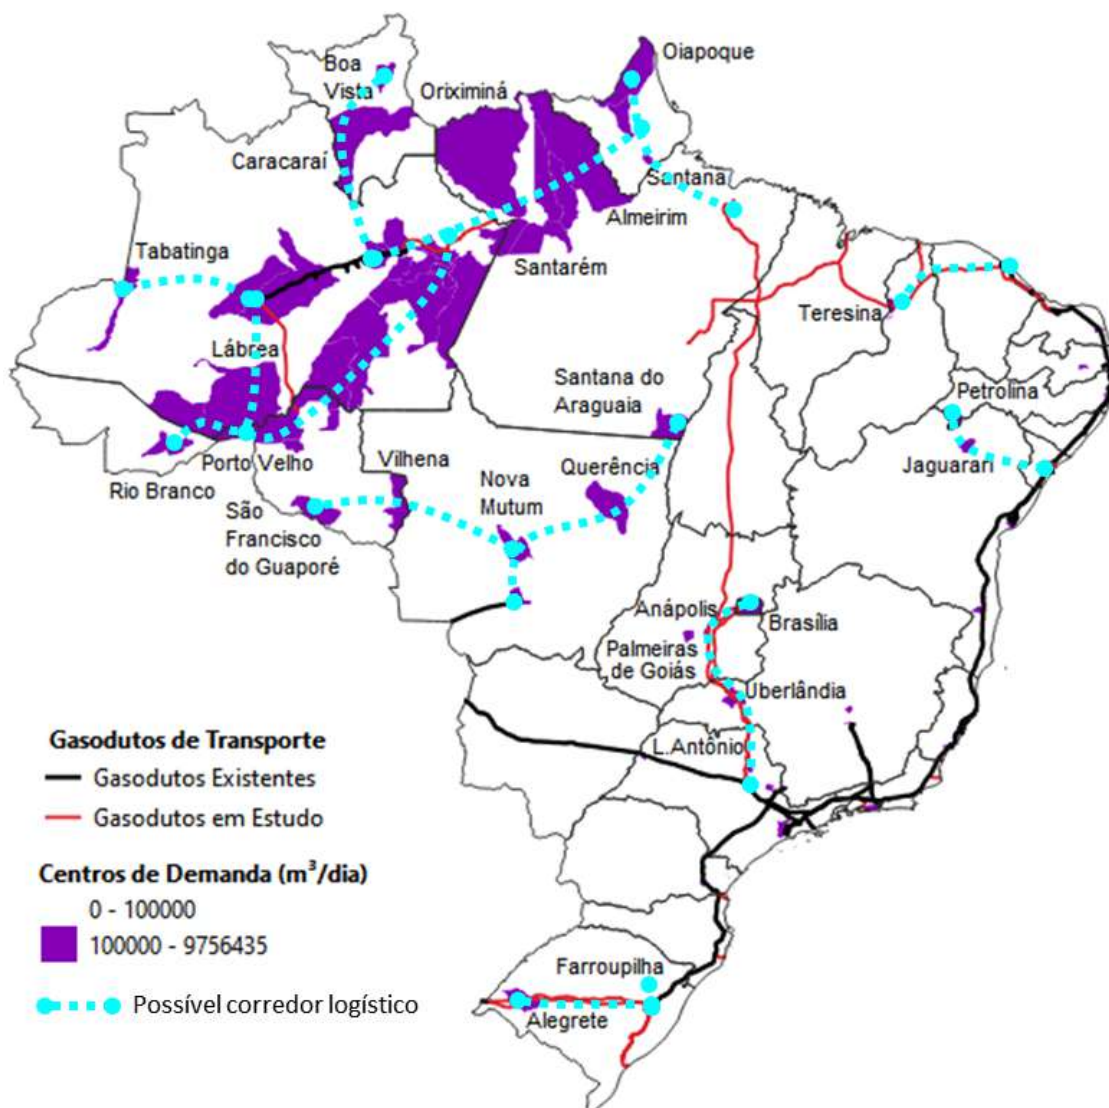 Oiapoque
Boa
Vista
Oriximiná
Caracaraí
Santana
Almeirim
Tabatinga
Santarém
Teresina
Lábrea
Santana do
Araguaia
Petrolina
Porto Velho
Vilhena
Querência
Jaguarari
Rio Branco
Nova
Mutum
São
Francisco
do Guaporé
Anápolis
Brasília
Palmeiras
de Goiás
Uberlândia
L.Antônio
Gasodutos de Transporte
Gasodutos Existentes
Gasodutos em Estudo
Centros de Demanda (m³/dia)
0 - 100000
100000 - 9756435
Possível corredor logístico
Farroupilha
Alegrete